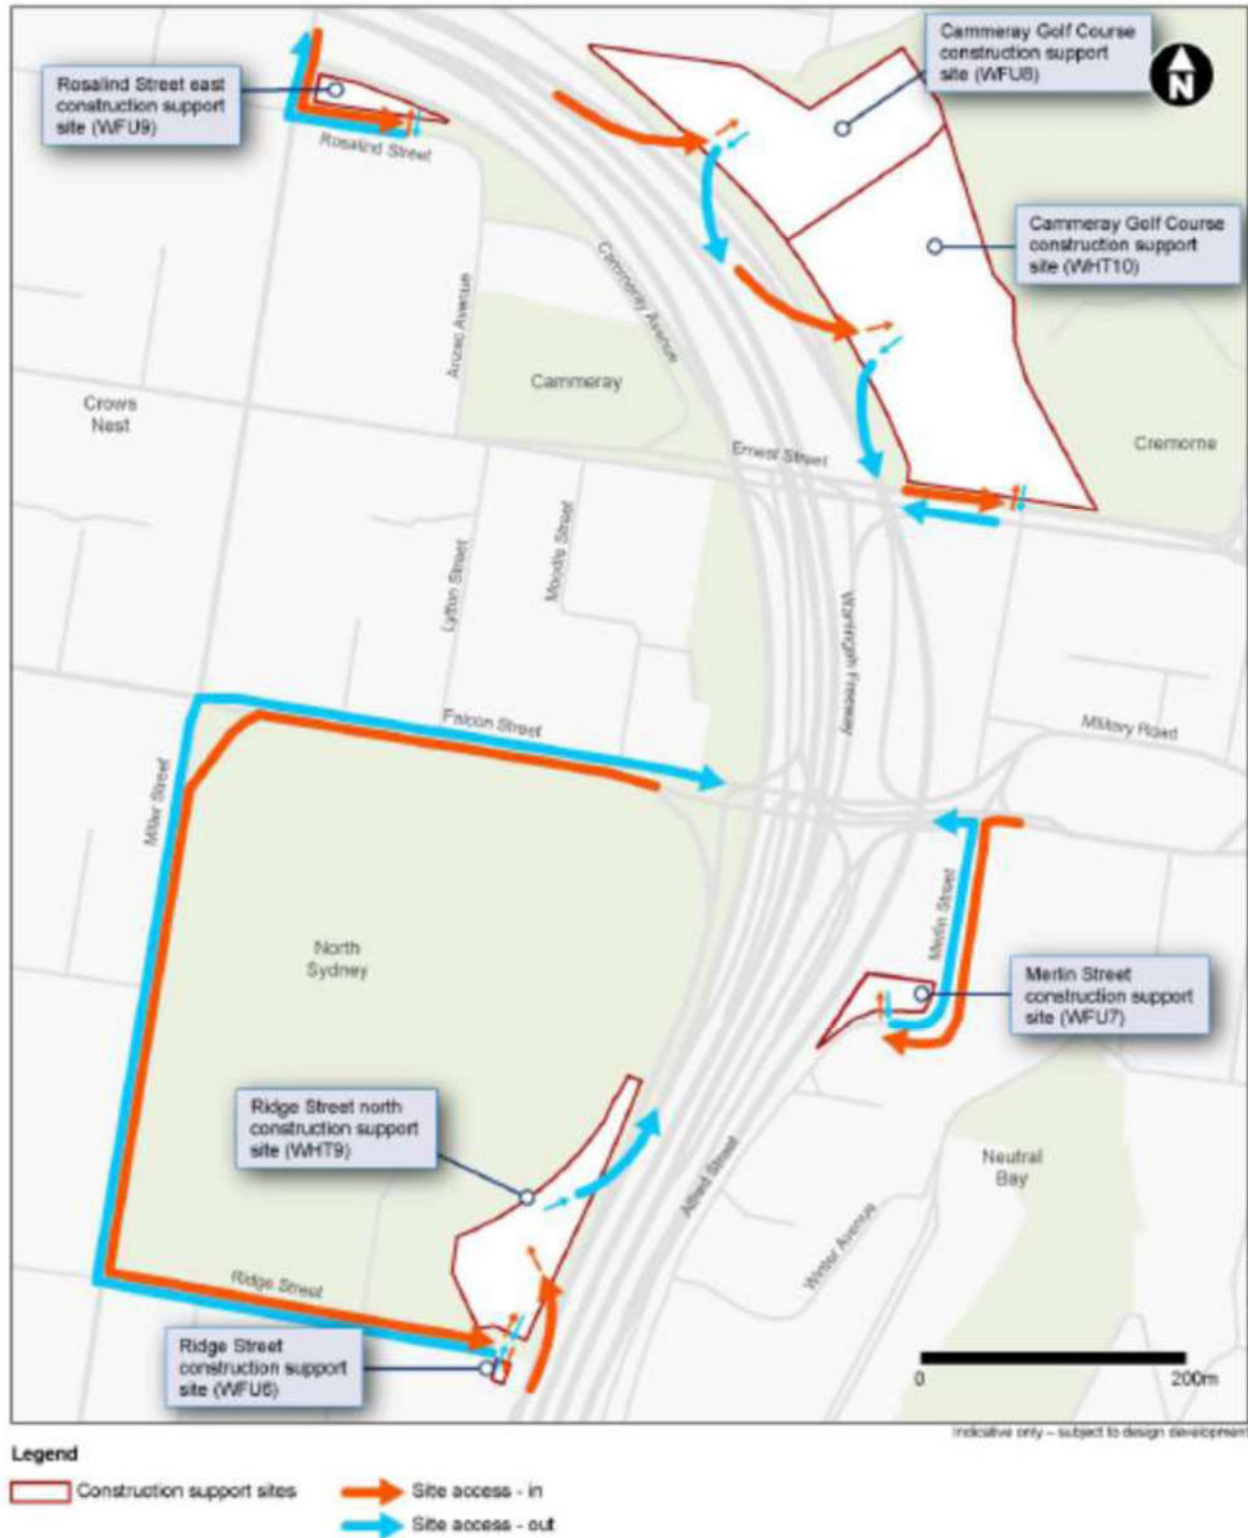 Cammeray Golf Course
construction support
site (WFU8)
N
Rosalind Street east
construction support
site (WFU9)
Rosalind Street
Cammeray Golf Course
construction support
site (WHT10)
Cammeray Avenue
Anzac Avenue
Cammeray
Crows
Nest
Ernest Street
Cremorne
Moodie Street
Lytton Street
Warringah Freeway
Falcon Street
Military Road
Miller Street
Merlin Street
North
Sydney
Merlin Street
construction support
site (WFU7)
Ridge Street north
construction support
site (WHT9)
Alfred Street
Neutral
Bay
Winter Avenue
Ridge Street
Ridge Street
construction support
site (WFU6)
0
200m
Indicative only – subject to design development
Legend
Construction support sites
Site access - in
Site access - out